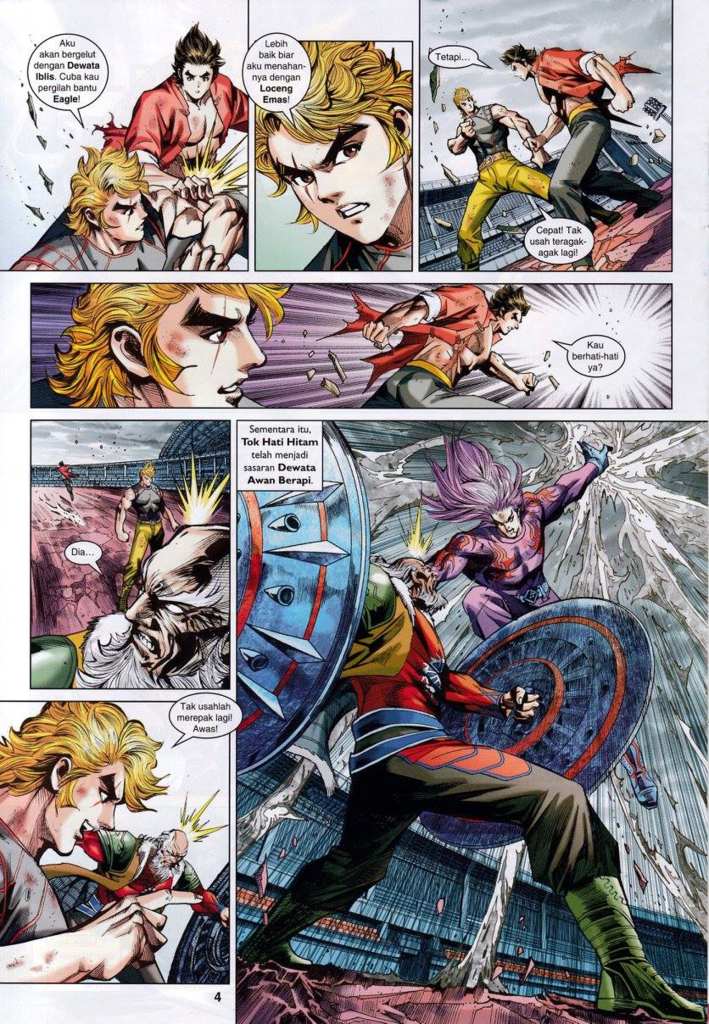 Aku
akan bergelut
dengan Dewata
Iblis. Cuba kau
pergilah bantu
Eagle!
Lebih
baik biar
aku menahan-
nya dengan
Loceng
Emas!
Tetapi...
Cepat! Tak
usah teragak-
agak lagi!
Kau
berhati-hati
ya?
Dia...
Sementara itu,
Tok Hati Hitam
telah menjadi
sasaran Dewata
Awan Berapi.
Tak usahlah
merepak lagi!
Awas!
4